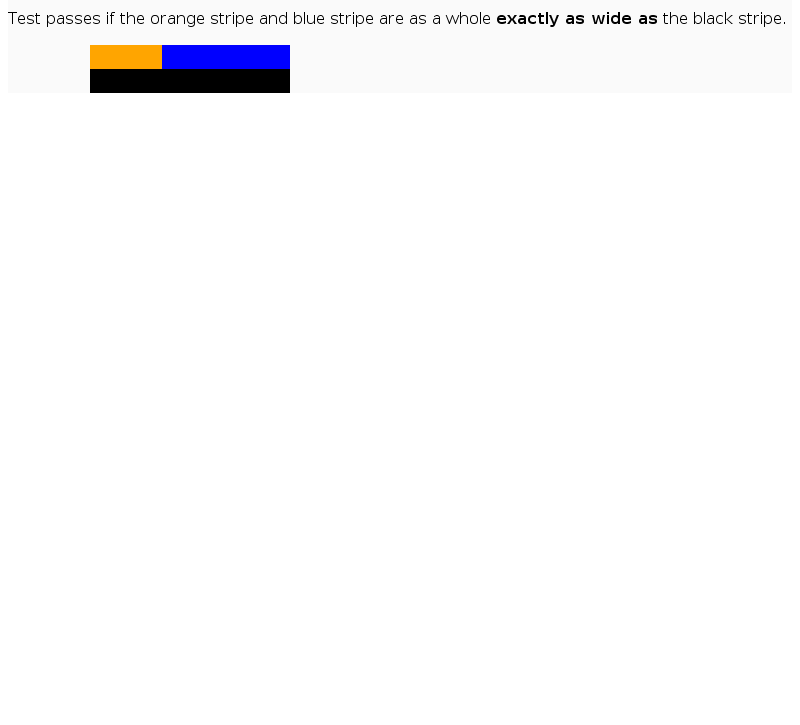 Test passes if the orange stripe and blue stripe are as a whole exactly as wide as the black stripe.